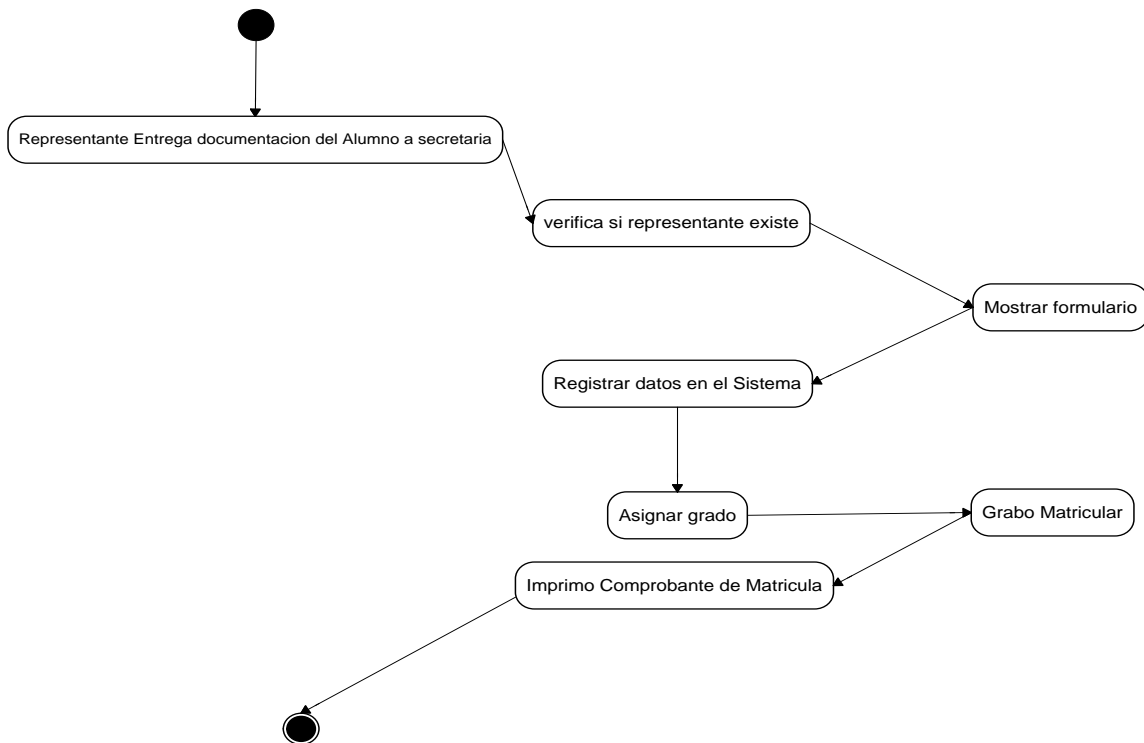 Representante Entrega documentacion del Alumno a secretaria
verifica si representante existe
Mostrar formulario
Registrar datos en el Sistema
Asignar grado
Grabo Matricular
Imprimo Comprobante de Matricula